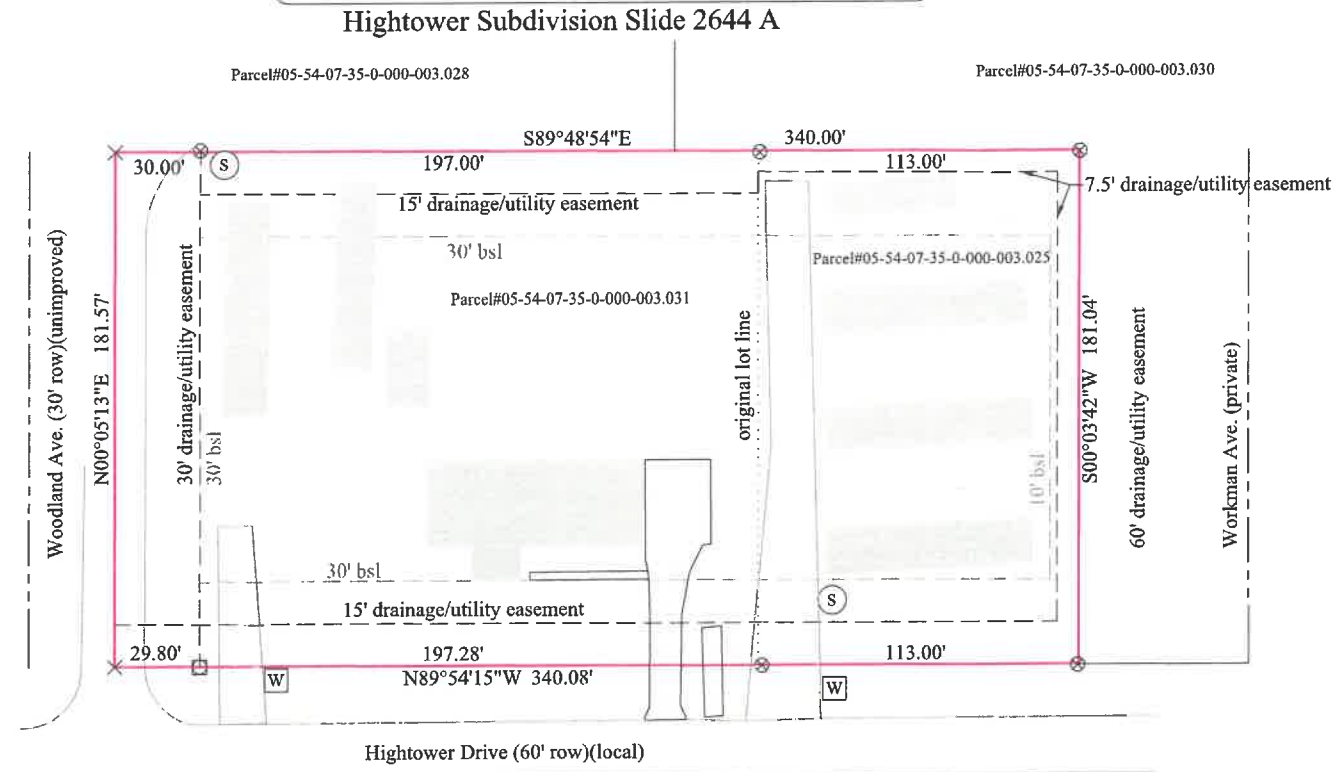 Hightower Subdivision Slide 2644 A
Parcel#05-54-07-35-0-000-003.028
Parcel#05-54-07-35-0-000-003.030
S89°48'54"E
340.00'
30.00'
S
197.00'
113.00'
7.5' drainage/utility easement
15' drainage/utility easement
30' bsl
Parcel#05-54-07-35-0-000-003.025
Parcel#05-54-07-35-0-000-003.031
Woodland Ave. (30' row)(unimproved)
N00°05'13"E 181.57'
30' drainage/utility easement
30' bsl
original lot line
10' bsl
S00°03'42"W 181.04'
60' drainage/utility easement
Workman Ave. (private)
30' bsl
S
15' drainage/utility easement
29.80'
197.28'
113.00'
W
N89°54'15"W 340.08'
W
Hightower Drive (60' row)(local)